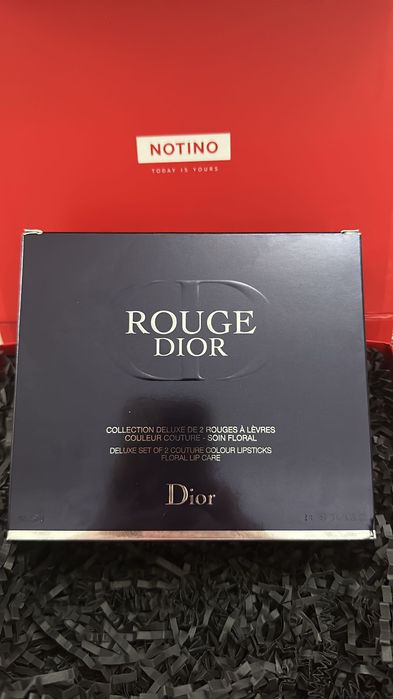 NOTINO
TODAY IS YOURS
ROUGE
DIOR
COLLECTION DELUXE DE 2 ROUGES À LÈVRES
COULEUR COUTURE - SOIN FLORAL
DELUXE SET OF 2 COUTURE COLOUR LIPSTICKS
FLORAL LIP CARE
Dior